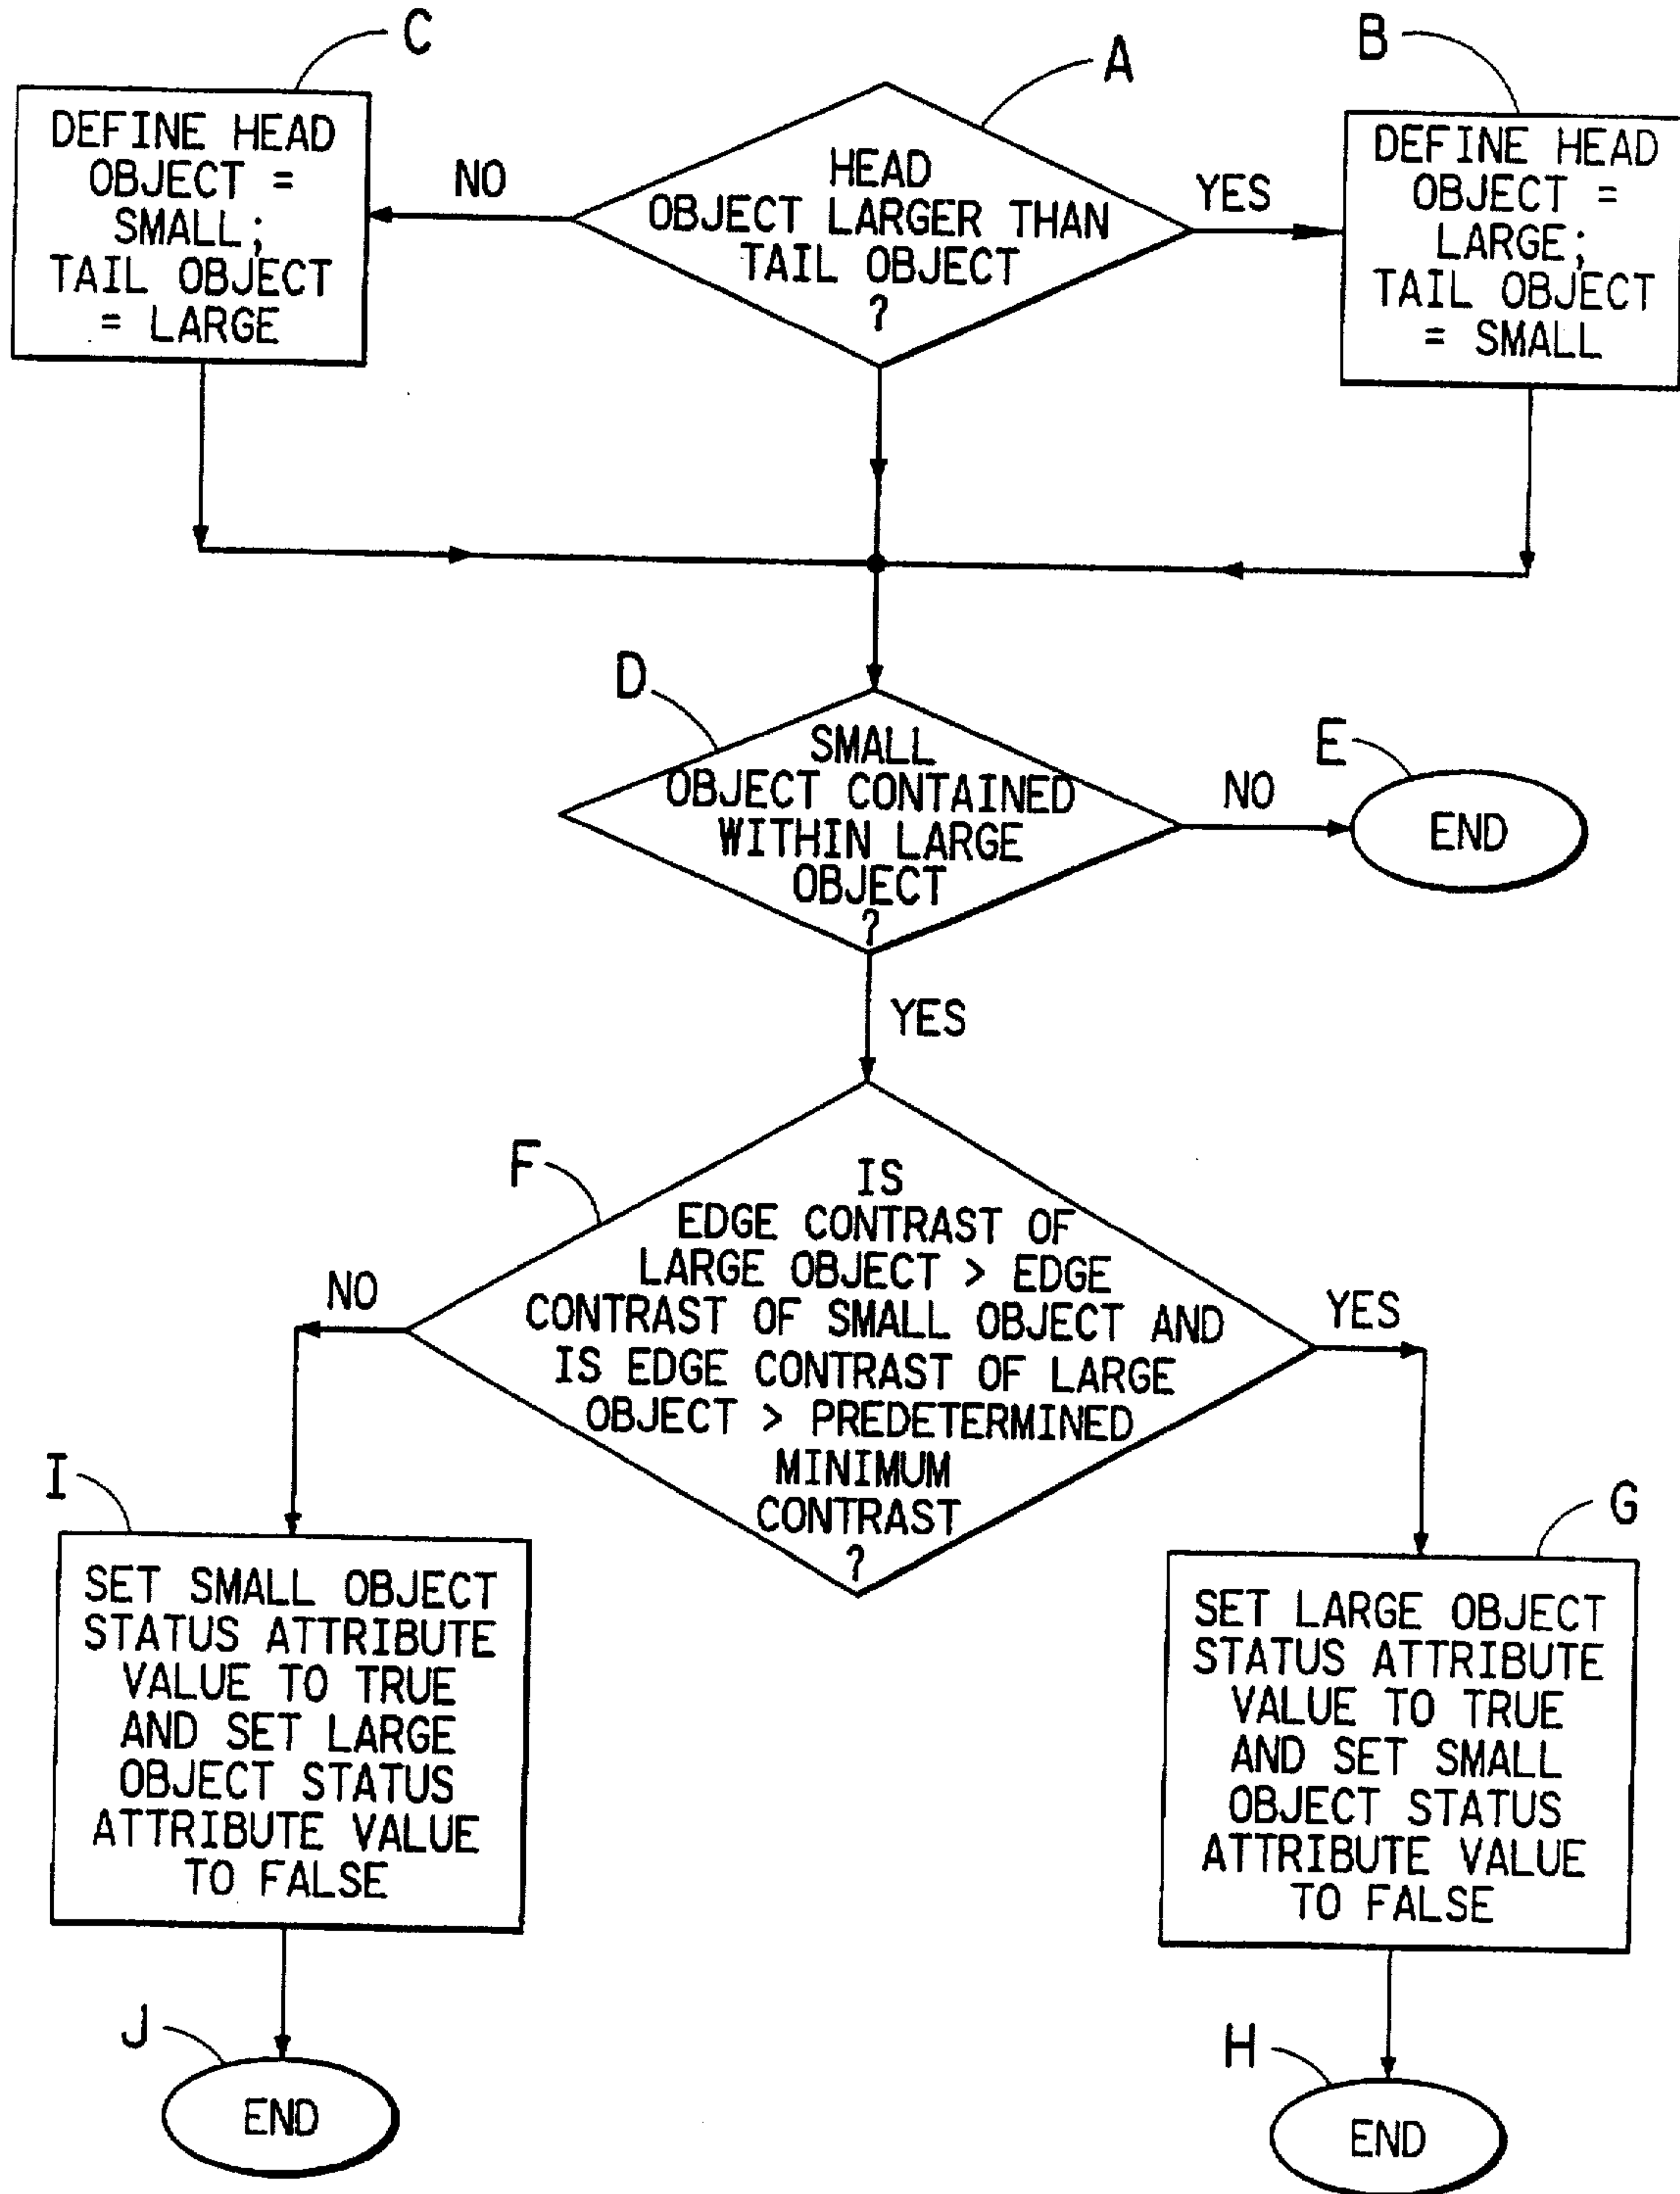 C
A
B
DEFINE HEAD
OBJECT =
SMALL;
TAIL OBJECT
= LARGE
NO
HEAD
OBJECT LARGER THAN
TAIL OBJECT
?
YES
DEFINE HEAD
OBJECT =
LARGE;
TAIL OBJECT
= SMALL
D
SMALL
OBJECT CONTAINED
WITHIN LARGE
OBJECT
?
NO
E
END
YES
F
IS
EDGE CONTRAST OF
LARGE OBJECT > EDGE
CONTRAST OF SMALL OBJECT AND
IS EDGE CONTRAST OF LARGE
OBJECT > PREDETERMINED
MINIMUM
CONTRAST
?
NO
YES
I
SET SMALL OBJECT
STATUS ATTRIBUTE
VALUE TO TRUE
AND SET LARGE
OBJECT STATUS
ATTRIBUTE VALUE
TO FALSE
G
SET LARGE OBJECT
STATUS ATTRIBUTE
VALUE TO TRUE
AND SET SMALL
OBJECT STATUS
ATTRIBUTE VALUE
TO FALSE
J
END
H
END